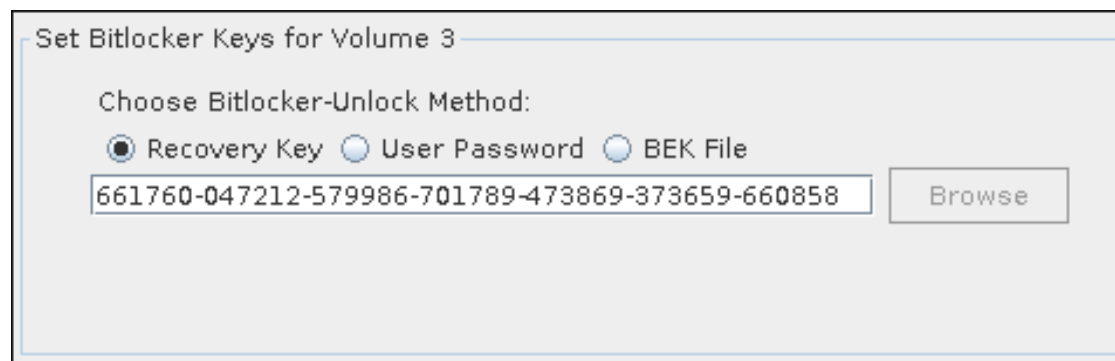 Set Bitlocker Keys for Volume 3
Choose Bitlocker-Unlock Method:
Recovery Key User Password BEK File
661760-047212-579986-701789-473869-373659-660858 Browse